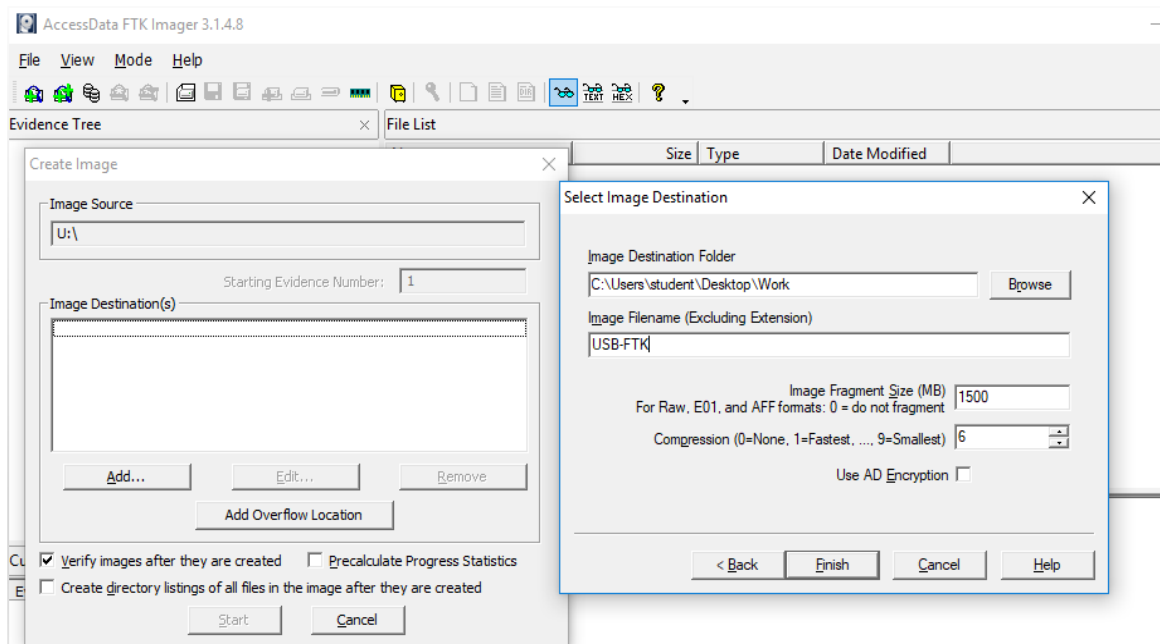 AccessData FTK Imager 3.1.4.8
File View Mode Help
TEXT HEX ?
Evidence Tree
File List
Size Type Date Modified
Create Image
Image Source
U:\
Starting Evidence Number: 1
Image Destination(s)
Add... Edit... Remove
Add Overflow Location
Verify images after they are created Precalculate Progress Statistics
Create directory listings of all files in the image after they are created
Start Cancel
Select Image Destination
Image Destination Folder
C:\Users\student\Desktop\Work Browse
Image Filename (Excluding Extension)
USB-FTK
Image Fragment Size (MB) 1500
For Raw, E01, and AFF formats: 0 = do not fragment
Compression (0=None, 1=Fastest, ..., 9=Smallest) 6
Use AD Encryption
< Back Finish Cancel Help